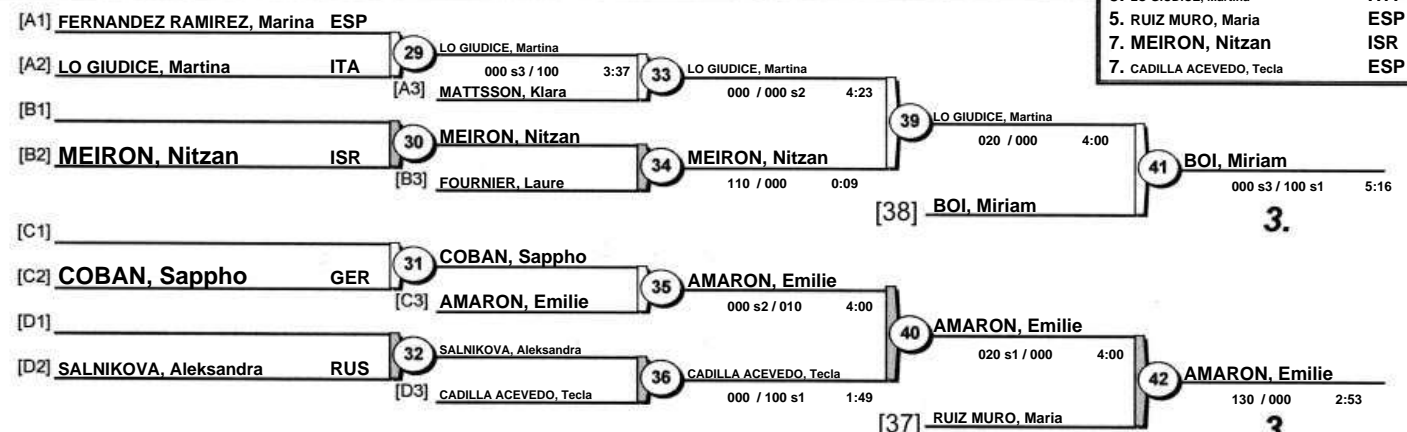 5. RUIZ MURO, Maria ESP
7. MEIRON, Nitzan ISR
7. CADILLA ACEVEDO, Tecla ESP
[A1] FERNANDEZ RAMIREZ, Marina ESP
29 LO GIUDICE, Martina
[A2] LO GIUDICE, Martina ITA
000 s3 / 100 3:37
33 LO GIUDICE, Martina
[A3] MATTSSON, Klara
000 / 000 s2 4:23
[B1]
39 LO GIUDICE, Martina
30 MEIRON, Nitzan
020 / 000 4:00
[B2] MEIRON, Nitzan ISR
34 MEIRON, Nitzan
41 BOI, Miriam
[B3] FOURNIER, Laure
110 / 000 0:09
000 s3 / 100 s1 5:16
[38] BOI, Miriam
3.
[C1]
31 COBAN, Sappho
[C2] COBAN, Sappho GER
35 AMARON, Emilie
[C3] AMARON, Emilie
000 s2 / 010 4:00
[D1]
40 AMARON, Emilie
32 SALNIKOVA, Aleksandra
020 s1 / 000 4:00
[D2] SALNIKOVA, Aleksandra RUS
36 CADILLA ACEVEDO, Tecla
42 AMARON, Emilie
[D3] CADILLA ACEVEDO, Tecla
000 / 100 s1 1:49
130 / 000 2:53
[37] RUIZ MURO, Maria
3.